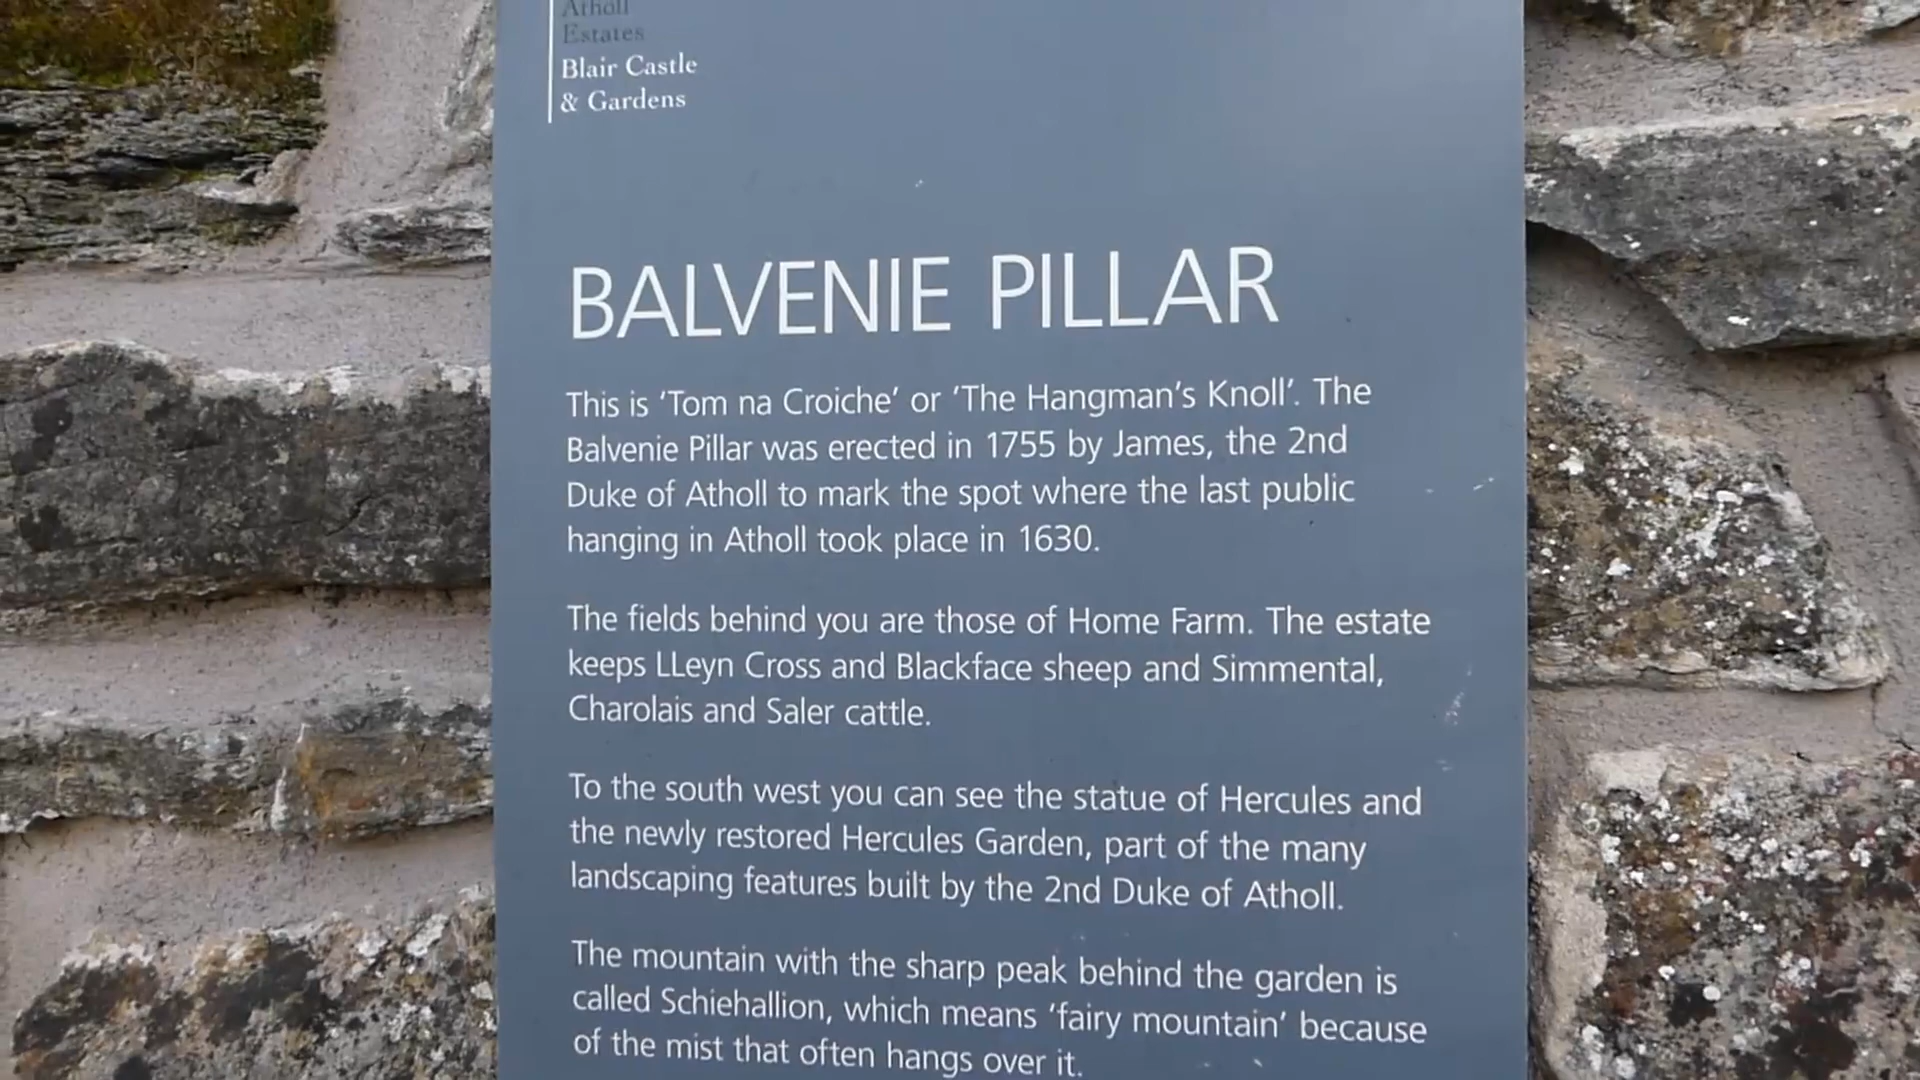 Atholl
Estates
Blair Castle
& Gardens
BALVENIE PILLAR
This is ‘Tom na Croiche’ or ‘The Hangman’s Knoll’. The
Balvenie Pillar was erected in 1755 by James, the 2nd
Duke of Atholl to mark the spot where the last public
hanging in Atholl took place in 1630.
The fields behind you are those of Home Farm. The estate
keeps LLeyn Cross and Blackface sheep and Simmental,
Charolais and Saler cattle.
To the south west you can see the statue of Hercules and
the newly restored Hercules Garden, part of the many
landscaping features built by the 2nd Duke of Atholl.
The mountain with the sharp peak behind the garden is
called Schiehallion, which means ‘fairy mountain’ because
of the mist that often hangs over it.